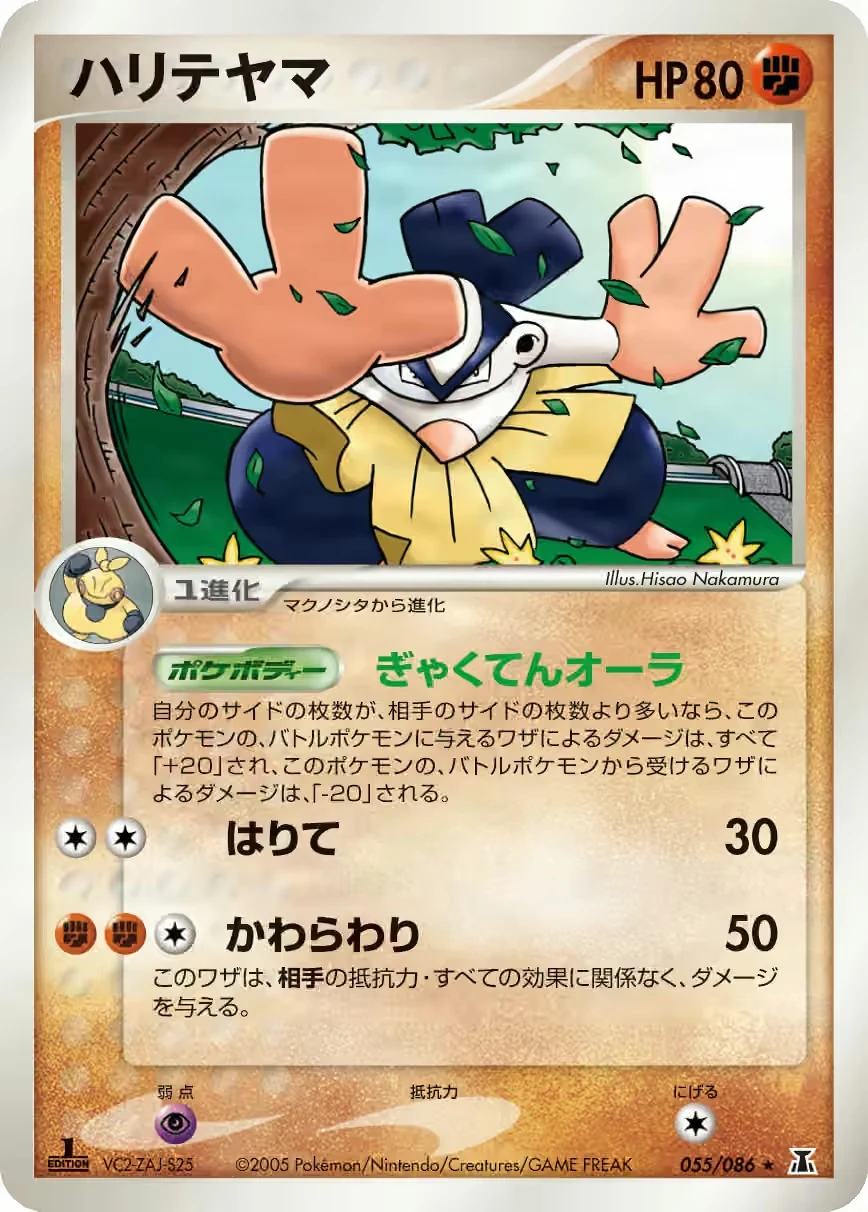 ハリテヤマ
HP80
Illus.Hisao Nakamura
1進化
マクノシタから進化
ポケボディー
ぎゃくてんオーラ
自分のサイドの枚数が、相手のサイドの枚数より多いなら、この
ポケモンの、バトルポケモンに与えるワザによるダメージは、すべて
「+20」され、このポケモンの、バトルポケモンから受けるワザに
よるダメージは、「-20」される。
はりて 30
かわらわり 50
このワザは、相手の抵抗力・すべての効果に関係なく、ダメージ
を与える。
弱点 抵抗力 にげる
1 EDITION VC2-ZAJ-S25 ©2005 Pokémon/Nintendo/Creatures/GAME FREAK 055/086 ★